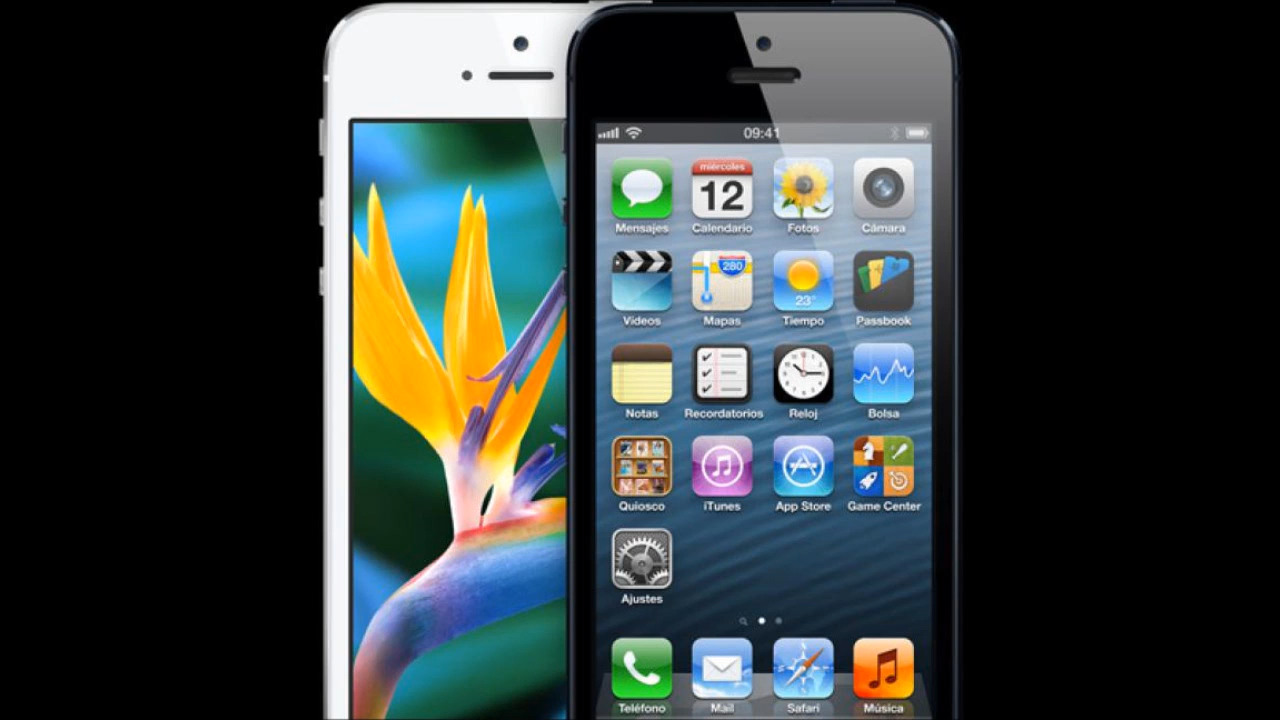 09:41
miércoles
12
280
23°
Mensajes Calendario Fotos Cámara
Vídeos Mapas Tiempo Passbook
Notas Recordatorios Reloj Bolsa
Quiosco iTunes App Store Game Center
Ajustes
Teléfono Mail Safari Música